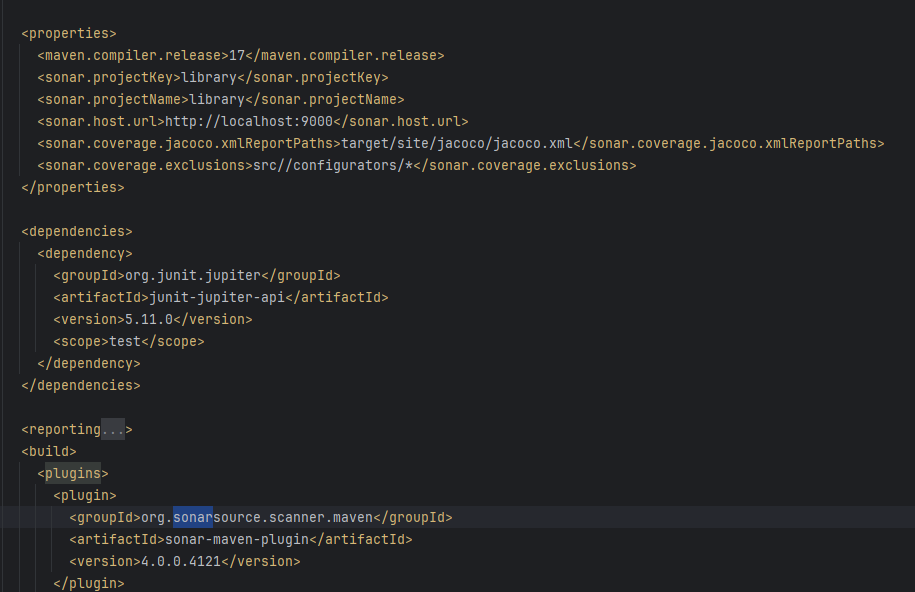 <properties>
<maven.compiler.release>17</maven.compiler.release>
<sonar.projectKey>library</sonar.projectKey>
<sonar.projectName>library</sonar.projectName>
<sonar.host.url>http://localhost:9000</sonar.host.url>
<sonar.coverage.jacoco.xmlReportPaths>target/site/jacoco/jacoco.xml</sonar.coverage.jacoco.xmlReportPaths>
<sonar.coverage.exclusions>src//configurators/*</sonar.coverage.exclusions>
</properties>
<dependencies>
<dependency>
<groupId>org.junit.jupiter</groupId>
<artifactId>junit-jupiter-api</artifactId>
<version>5.11.0</version>
<scope>test</scope>
</dependency>
</dependencies>
<reporting...>
<build>
<plugins>
<plugin>
<groupId>org.sonarsource.scanner.maven</groupId>
<artifactId>sonar-maven-plugin</artifactId>
<version>4.0.0.4121</version>
</plugin>